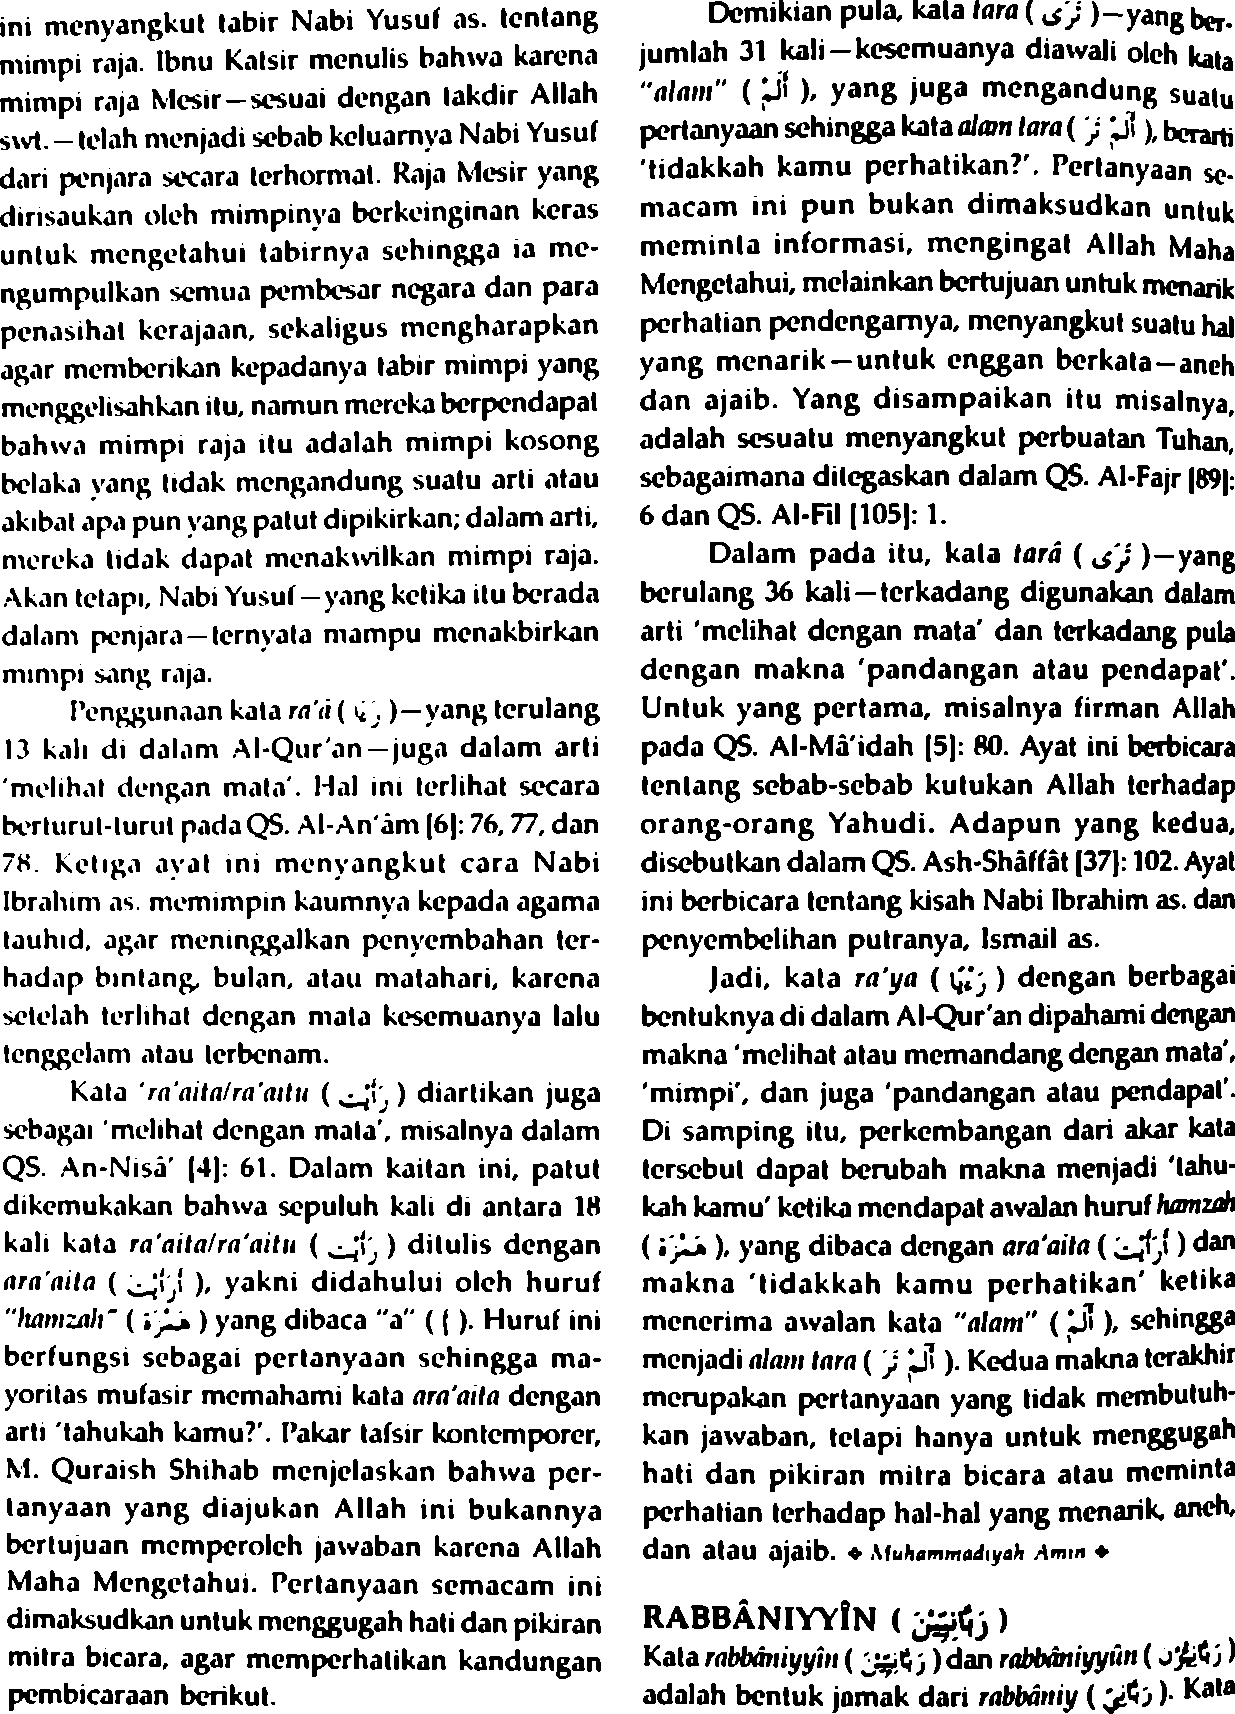 ini menyangkut tabir Nabi Yusuf as. tentang
mimpi raja. Ibnu Katsir menulis bahwa karena
mimpi raja Mesir—sesuai dengan takdir Allah
swt.—telah menjadi sebab keluarnya Nabi Yusuf
dari penjara secara terhormat. Raja Mesir yang
dirisaukan oleh mimpinya berkeinginan keras
untuk mengetahui tabirnya sehingga ia me-
ngumpulkan semua pembesar negara dan para
penasihat kerajaan, sekaligus mengharapkan
agar memberikan kepadanya tabir mimpi yang
menggelisahkan itu, namun mereka berpendapat
bahwa mimpi raja itu adalah mimpi kosong
belaka yang tidak mengandung suatu arti atau
akibat apa pun yang patut dipikirkan; dalam arti,
mereka tidak dapat menakwilkan mimpi raja.
Akan tetapi, Nabi Yusuf—yang ketika itu berada
dalam penjara—ternyata mampu menakbirkan
mimpi sang raja.
Penggunaan kata ra'â ( )—yang terulang
13 kali di dalam Al-Qur'an—juga dalam arti
'melihat dengan mata'. Hal ini terlihat secara
berturut-turut pada QS. Al-An'âm [6]: 76, 77, dan
78. Ketiga ayat ini menyangkut cara Nabi
Ibrahim as. memimpin kaumnya kepada agama
tauhid, agar meninggalkan penyembahan ter-
hadap bintang, bulan, atau matahari, karena
setelah terlihat dengan mata kesemuanya lalu
tenggelam atau terbenam.
Kata 'ra'aita/ra'aitu ( رَأَيْتَ ) diartikan juga
sebagai 'melihat dengan mata', misalnya dalam
QS. An-Nisâ' [4]: 61. Dalam kaitan ini, patut
dikemukakan bahwa sepuluh kali di antara 18
kali kata ra'aita/ra'aitu ( رَأَيْتَ ) ditulis dengan
ara'aita ( أَرَأَيْتَ ), yakni didahului oleh huruf
"hamzah" ( هَمْزَة ) yang dibaca "a" ( أ ). Huruf ini
berfungsi sebagai pertanyaan sehingga ma-
yoritas mufasir memahami kata ara'aita dengan
arti 'tahukah kamu?'. Pakar tafsir kontemporer,
M. Quraish Shihab menjelaskan bahwa per-
tanyaan yang diajukan Allah ini bukannya
bertujuan memperoleh jawaban karena Allah
Maha Mengetahui. Pertanyaan semacam ini
dimaksudkan untuk menggugah hati dan pikiran
mitra bicara, agar memperhatikan kandungan
pembicaraan berikut.
Demikian pula, kata tara ( تَرَى )—yang ber-
jumlah 31 kali—kesemuanya diawali oleh kata
"alam" ( أَلَمْ ), yang juga mengandung suatu
pertanyaan sehingga kata alam tara ( أَلَمْ تَرَ ), berarti
'tidakkah kamu perhatikan?'. Pertanyaan se-
macam ini pun bukan dimaksudkan untuk
meminta informasi, mengingat Allah Maha
Mengetahui, melainkan bertujuan untuk menarik
perhatian pendengarnya, menyangkut suatu hal
yang menarik—untuk enggan berkata—aneh
dan ajaib. Yang disampaikan itu misalnya,
adalah sesuatu menyangkut perbuatan Tuhan,
sebagaimana ditegaskan dalam QS. Al-Fajr [89]:
6 dan QS. Al-Fil [105]: 1.
Dalam pada itu, kata tarâ ( تَرَى )—yang
berulang 36 kali—terkadang digunakan dalam
arti 'melihat dengan mata' dan terkadang pula
dengan makna 'pandangan atau pendapat'.
Untuk yang pertama, misalnya firman Allah
pada QS. Al-Mâ'idah [5]: 80. Ayat ini berbicara
tentang sebab-sebab kutukan Allah terhadap
orang-orang Yahudi. Adapun yang kedua,
disebutkan dalam QS. Ash-Shâffât [37]: 102. Ayat
ini berbicara tentang kisah Nabi Ibrahim as. dan
penyembelihan putranya, Ismail as.
Jadi, kata ra'ya ( ) dengan berbagai
bentuknya di dalam Al-Qur'an dipahami dengan
makna 'melihat atau memandang dengan mata',
'mimpi', dan juga 'pandangan atau pendapat'.
Di samping itu, perkembangan dari akar kata
tersebut dapat berubah makna menjadi 'tahu-
kah kamu' ketika mendapat awalan huruf hamzah
( هَمْزَة ), yang dibaca dengan ara'aita ( أَرَأَيْتَ ) dan
makna 'tidakkah kamu perhatikan' ketika
menerima awalan kata "alam" ( أَلَمْ ), sehingga
menjadi alam tara ( أَلَمْ تَرَ ). Kedua makna terakhir
merupakan pertanyaan yang tidak membutuh-
kan jawaban, tetapi hanya untuk menggugah
hati dan pikiran mitra bicara atau meminta
perhatian terhadap hal-hal yang menarik, aneh,
dan atau ajaib. ◆ Muhammadiyah Amin ◆
RABBÂNIYYÎN ( رَبَّانِيِّيْنَ )
Kata rabbâniyyîn ( رَبَّانِيِّيْنَ ) dan rabbâniyyûn ( رَبَّانِيُّوْنَ )
adalah bentuk jamak dari rabbâniy ( رَبَّانِيّ ). Kata